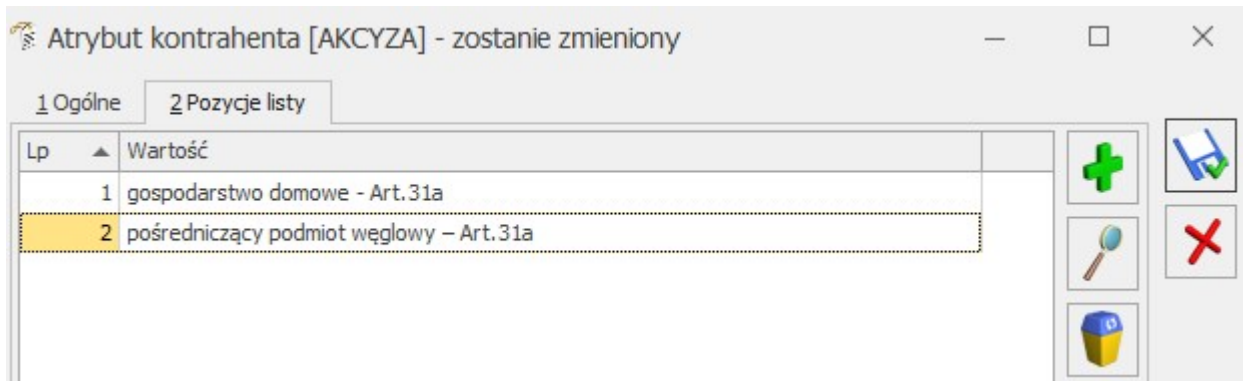 Atrybut kontrahenta [AKCYZA] - zostanie zmieniony
1 Ogólne 2 Pozycje listy
Lp Wartość
1 gospodarstwo domowe - Art.31a
2 pośredniczący podmiot węglowy – Art.31a